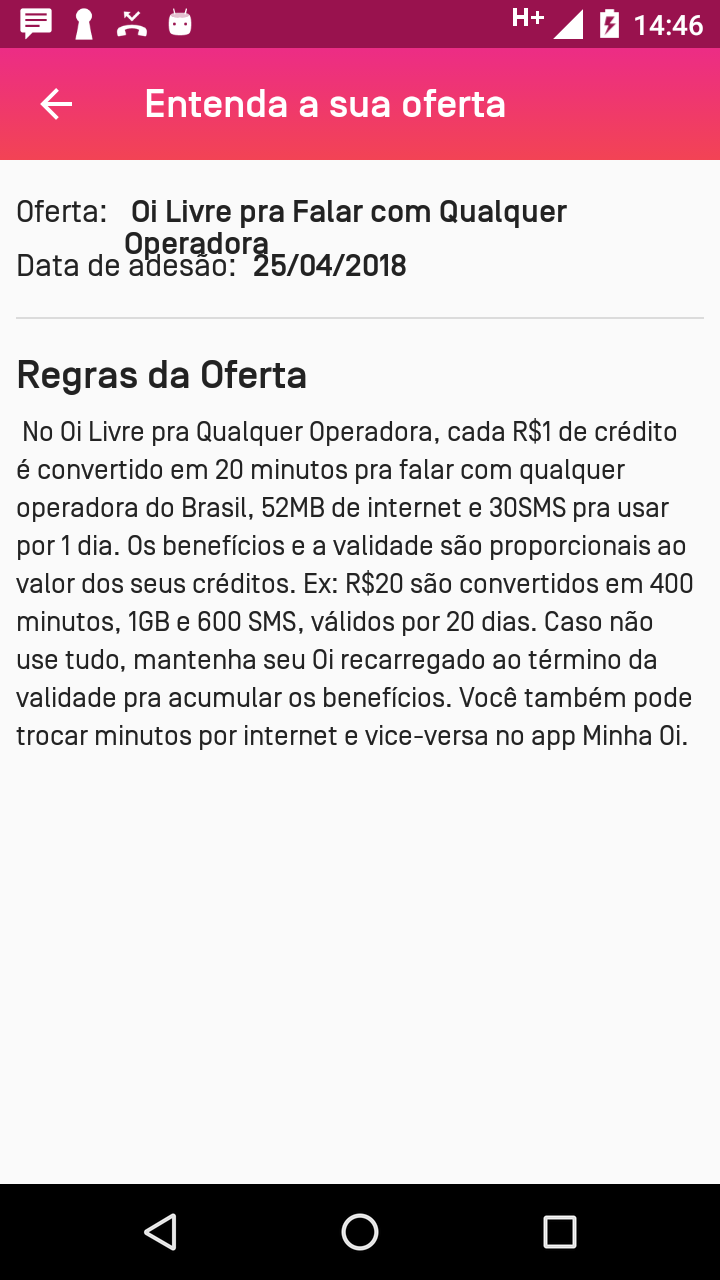 H+ 14:46
Entenda a sua oferta
Oferta: Oi Livre pra Falar com Qualquer
Operadora
Data de adesão: 25/04/2018
Regras da Oferta
No Oi Livre pra Qualquer Operadora, cada R$1 de crédito
é convertido em 20 minutos pra falar com qualquer
operadora do Brasil, 52MB de internet e 30SMS pra usar
por 1 dia. Os benefícios e a validade são proporcionais ao
valor dos seus créditos. Ex: R$20 são convertidos em 400
minutos, 1GB e 600 SMS, válidos por 20 dias. Caso não
use tudo, mantenha seu Oi recarregado ao término da
validade pra acumular os benefícios. Você também pode
trocar minutos por internet e vice-versa no app Minha Oi.